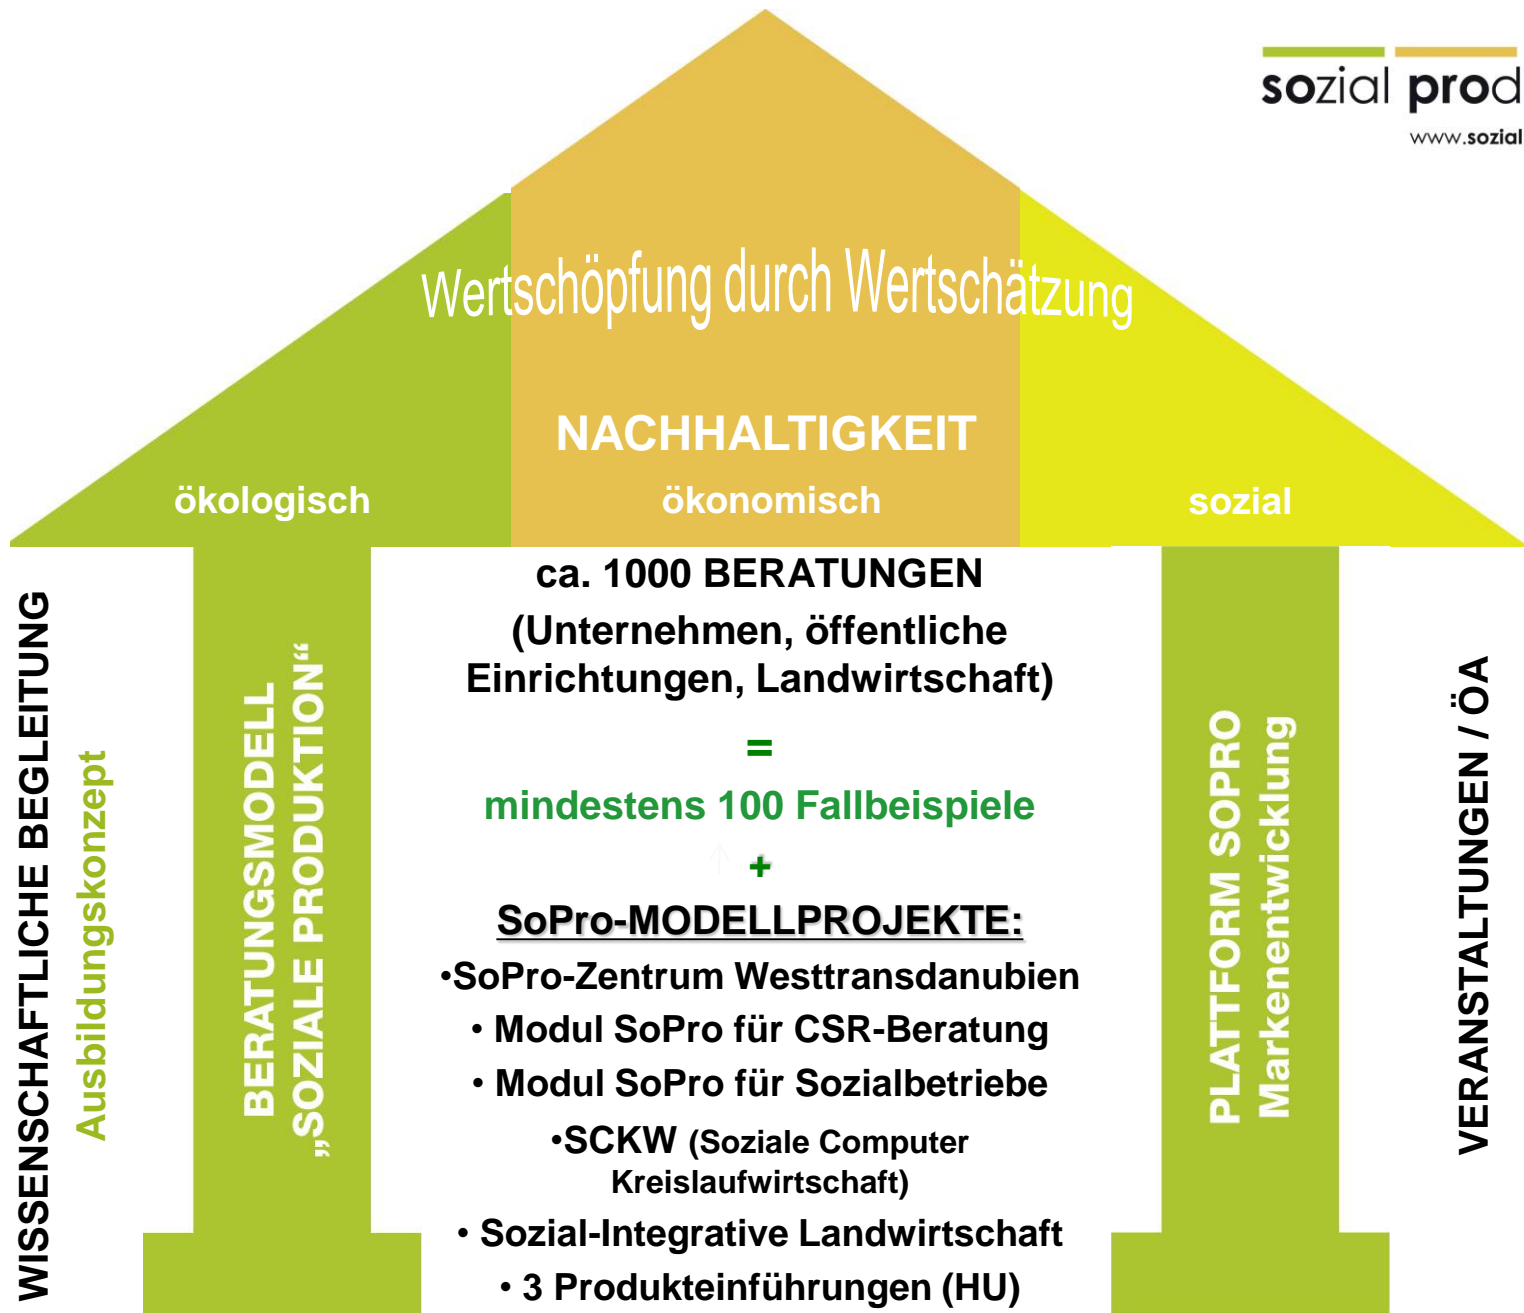 sozial prod
www.sozial
Wertschöpfung durch Wertschätzung
NACHHALTIGKEIT
ökologisch
ökonomisch
sozial
WISSENSCHAFTLICHE BEGLEITUNG
Ausbildungskonzept
BERATUNGSMODELL
„SOZIALE PRODUKTION“
ca. 1000 BERATUNGEN
(Unternehmen, öffentliche
Einrichtungen, Landwirtschaft)
=
mindestens 100 Fallbeispiele
+
SoPro-MODELLPROJEKTE:
•SoPro-Zentrum Westtransdanubien
• Modul SoPro für CSR-Beratung
• Modul SoPro für Sozialbetriebe
•SCKW (Soziale Computer
Kreislaufwirtschaft)
• Sozial-Integrative Landwirtschaft
• 3 Produkteinführungen (HU)
PLATTFORM SOPRO
Markenentwicklung
VERANSTALTUNGEN / ÖA